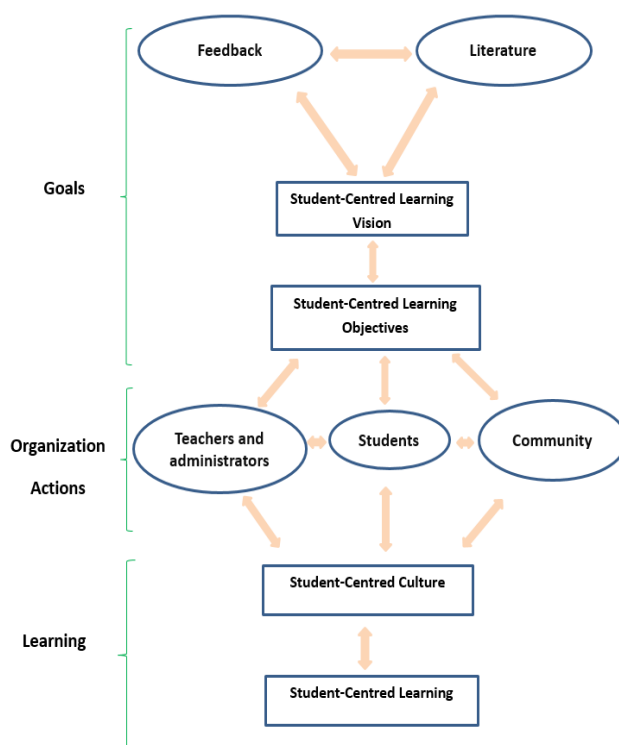 Feedback
Literature
Goals
Student-Centred Learning
Vision
Student-Centred Learning
Objectives
Organization
Actions
Teachers and
administrators
Students
Community
Student-Centred Culture
Learning
Student-Centred Learning